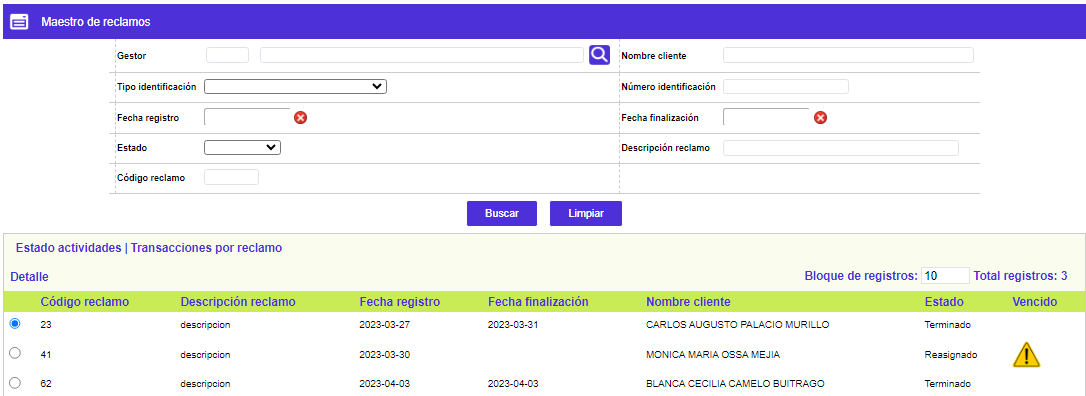 Maestro de reclamos
Gestor Nombre cliente
Tipo identificación Número identificación
Fecha registro Fecha finalización
Estado Descripción reclamo
Código reclamo
Buscar Limpiar
Estado actividades | Transacciones por reclamo
Detalle Bloque de registros: 10 Total registros: 3
Código reclamo Descripción reclamo Fecha registro Fecha finalización Nombre cliente Estado Vencido
23 descripcion 2023-03-27 2023-03-31 CARLOS AUGUSTO PALACIO MURILLO Terminado
41 descripcion 2023-03-30 MONICA MARIA OSSA MEJIA Reasignado
62 descripcion 2023-04-03 2023-04-03 BLANCA CECILIA CAMELO BUITRAGO Terminado